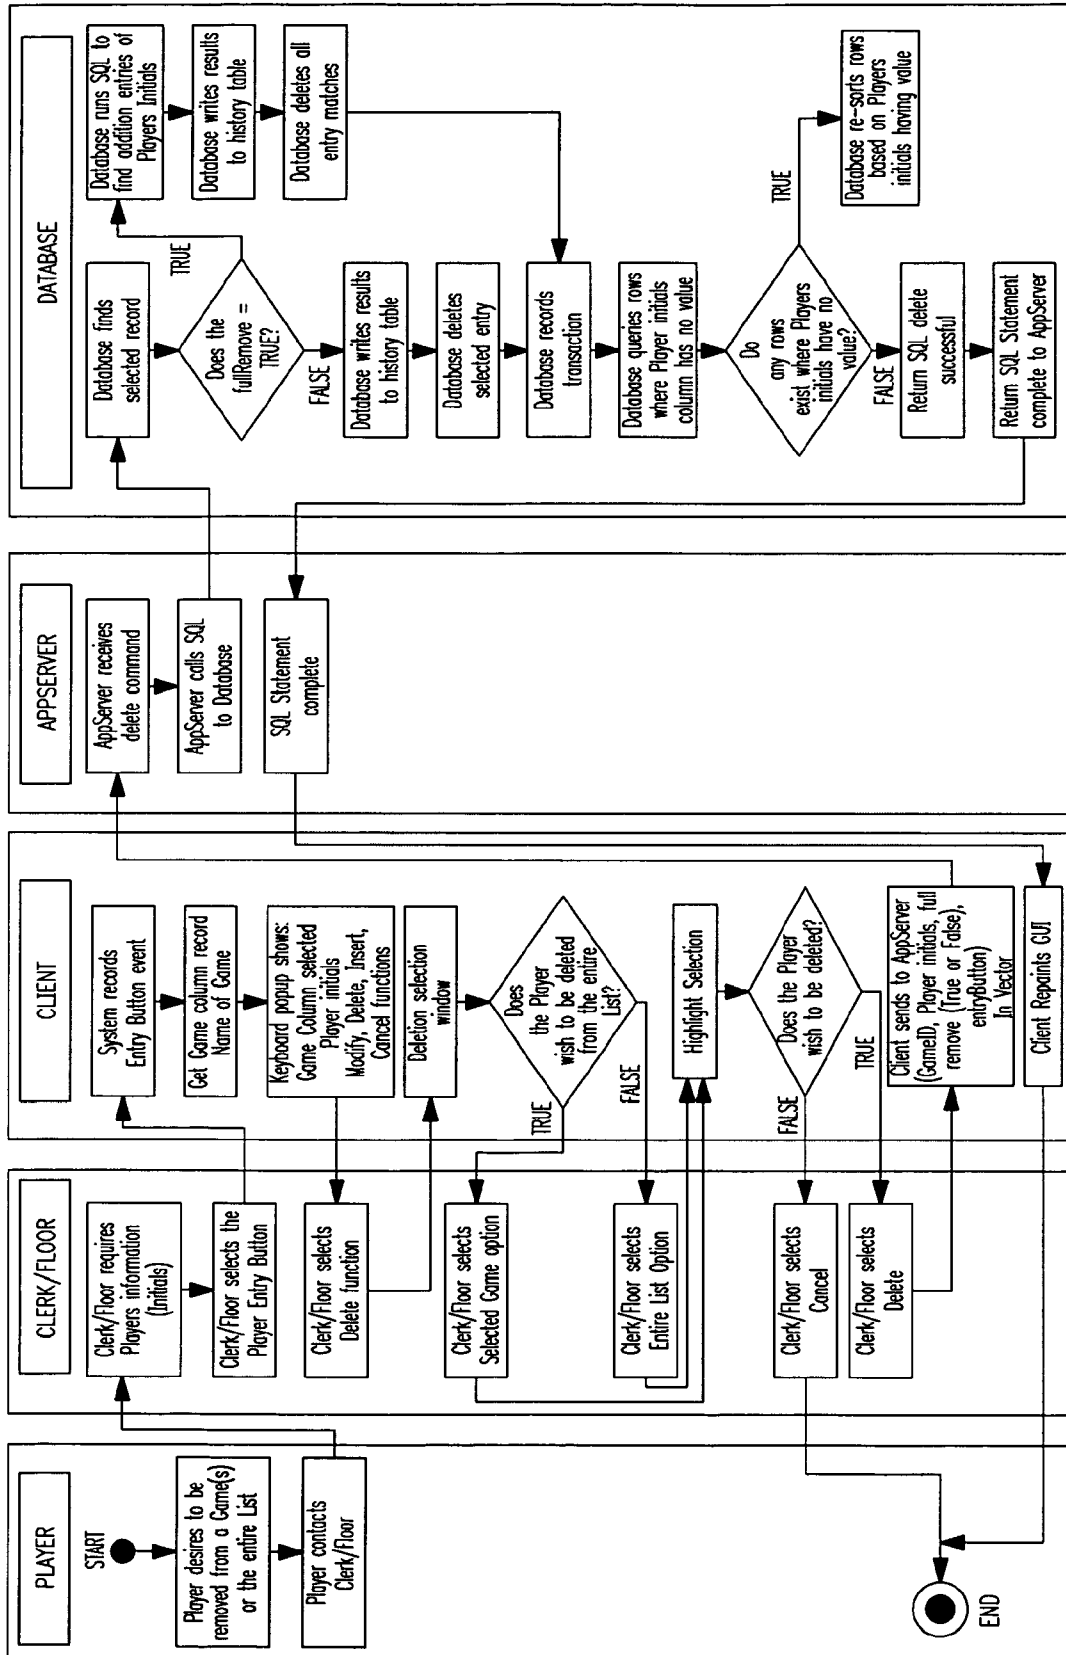 PLAYER
START
Player desires to be
removed from a Game(s)
or the entire List
Player contacts
Clerk/Floor
END
CLERK/FLOOR
Clerk/Floor requires
Players information
(Initials)
Clerk/Floor selects the
Player Entry Button
Clerk/Floor selects
Delete function
Clerk/Floor selects
Selected Game option
Clerk/Floor selects
Entire List Option
Clerk/Floor selects
Cancel
Clerk/Floor selects
Delete
CLIENT
System records
Entry Button event
Get Game column record
Name of Game
Keyboard popup shows:
Game Column selected
Player initials
Modify, Delete, Insert,
Cancel functions
Deletion selection
window
Does
the Player
wish to be deleted
from the entire
List?
TRUE
FALSE
Highlight Selection
Does the Player
wish to be deleted?
FALSE
TRUE
Client sends to AppServer
(GameID, Player initials, full
remove (True or False),
entryButton)
In Vector
Client Repaints GUI
APPSERVER
AppServer receives
delete command
AppServer calls SQL
to Database
SQL Statement
complete
DATABASE
Database finds
selected record
Does the
fullRemove =
TRUE?
TRUE
FALSE
Database runs SQL to
find addition entries of
Players Initials
Database writes results
to history table
Database deletes all
entry matches
Database writes results
to history table
Database deletes
selected entry
Database records
transaction
Database queries rows
where Player initials
column has no value
Do
any rows
exist where Players
initials have no
value?
TRUE
FALSE
Database re-sorts rows
based on Players
initials having value
Return SQL delete
successful
Return SQL Statement
complete to AppServer